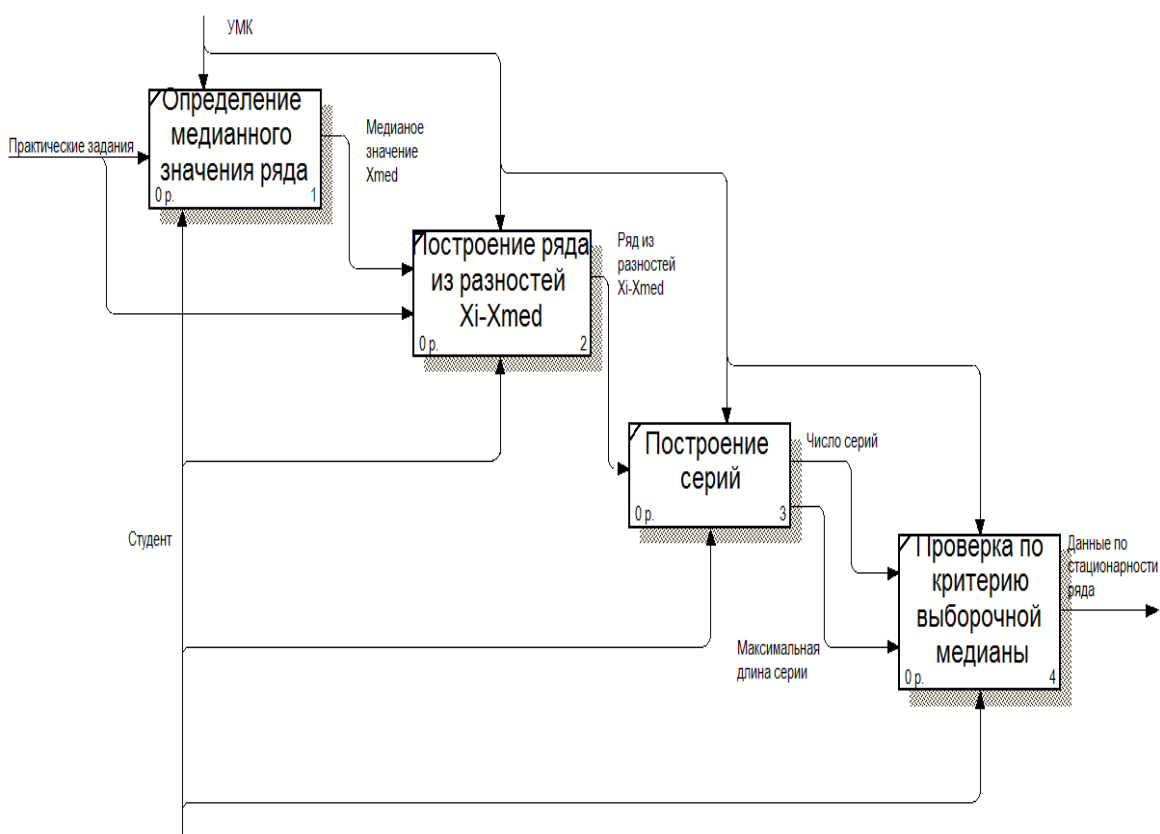 УМК
Определение
медианного
значения ряда
0 р.
1
Практические задания
Медианое
значение
Xmed
Построение ряда
из разностей
Xi-Xmed
0 р.
2
Ряд из
разностей
Xi-Xmed
Построение
серий
0 р.
3
Число серий
Студент
Максимальная
длина серии
Проверка по
критерию
выборочной
медианы
0 р.
4
Данные по
стационарности
ряда